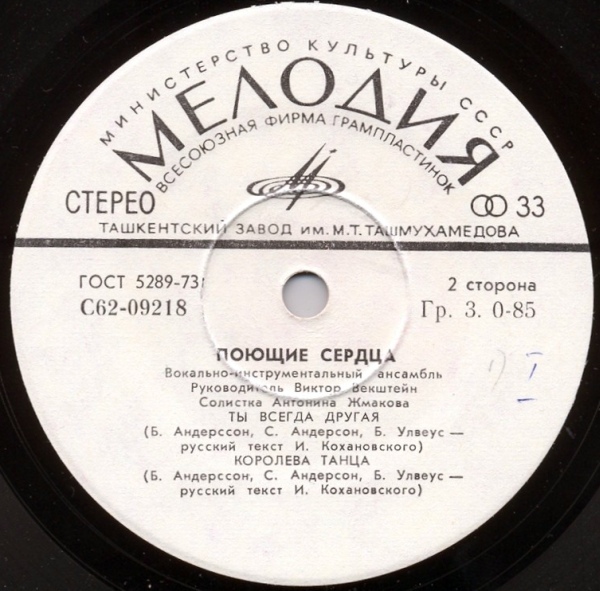 МИНИСТЕРСТВО КУЛЬТУРЫ СССР
МЕЛОДИЯ
ВСЕСОЮЗНАЯ ФИРМА ГРАМПЛАСТИНОК
СТЕРЕО
33
ТАШКЕНТСКИЙ ЗАВОД ИМ. М. Т. ТАШМУХАМЕДОВА
ГОСТ 5289-73
2 сторона
С62-09218
Гр. 3. 0-85
ПОЮЩИЕ СЕРДЦА
Вокально-инструментальный ансамбль
Руководитель Виктор Векштейн
Солистка Антонина Жмакова
ТЫ ВСЕГДА ДРУГАЯ
(Б. Андерссон, С. Андерсон, Б. Улвеус —
русский текст И. Кохановского)
КОРОЛЕВА ТАНЦА
(Б. Андерссон, С. Андерсон, Б. Улвеус —
русский текст И. Кохановского)